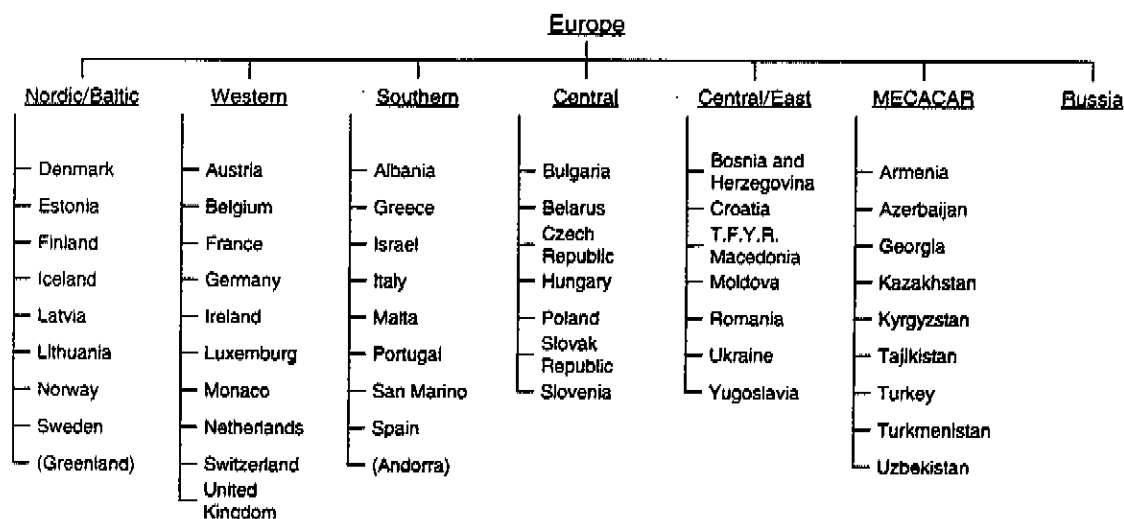 Europe
Nordic/Baltic
Denmark
Estonia
Finland
Iceland
Latvia
Lithuania
Norway
Sweden
(Greenland)
Western
Austria
Belgium
France
Germany
Ireland
Luxemburg
Monaco
Netherlands
Switzerland
United
Kingdom
Southern
Albania
Greece
Israel
Italy
Malta
Portugal
San Marino
Spain
(Andorra)
Central
Bulgaria
Belarus
Czech
Republic
Hungary
Poland
Slovak
Republic
Slovenia
Central/East
Bosnia and
Herzegovina
Croatia
T.F.Y.R.
Macedonia
Moldova
Romania
Ukraine
Yugoslavia
MECACAR
Armenia
Azerbaijan
Georgia
Kazakhstan
Kyrgyzstan
Tajikistan
Turkey
Turkmenistan
Uzbekistan
Russia